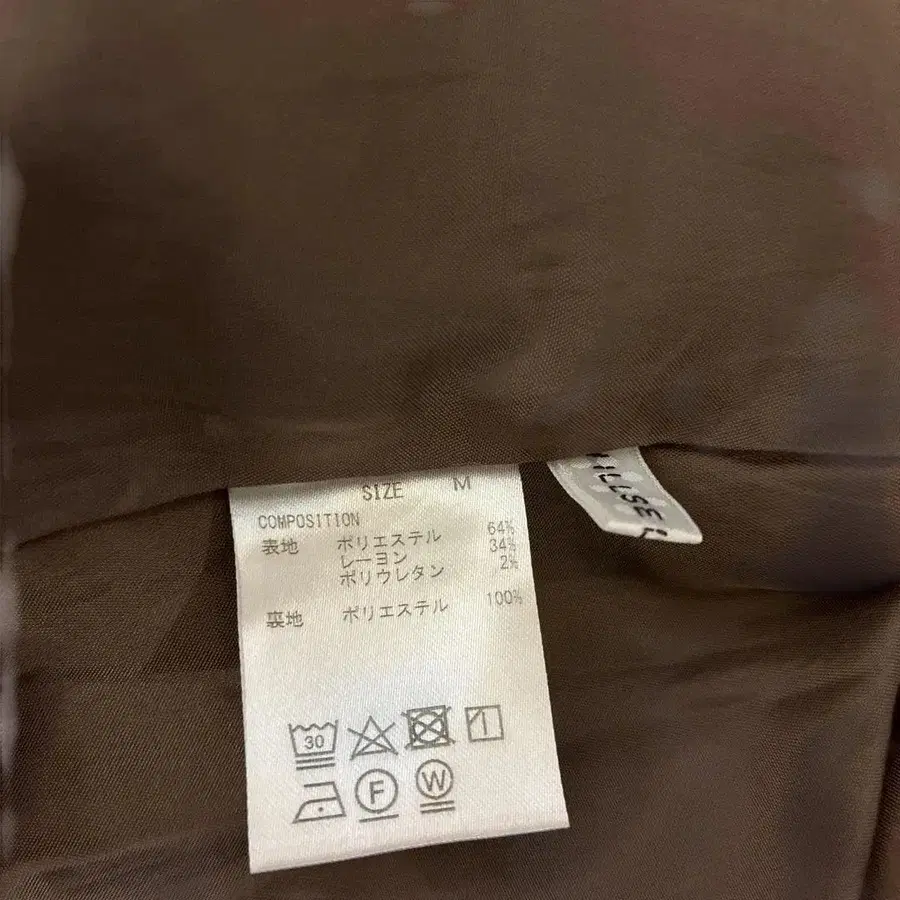 SIZE M
COMPOSITION
表地 ポリエステル 64%
レーヨン 34%
ポリウレタン 2%
裏地 ポリエステル 100%
30
F W